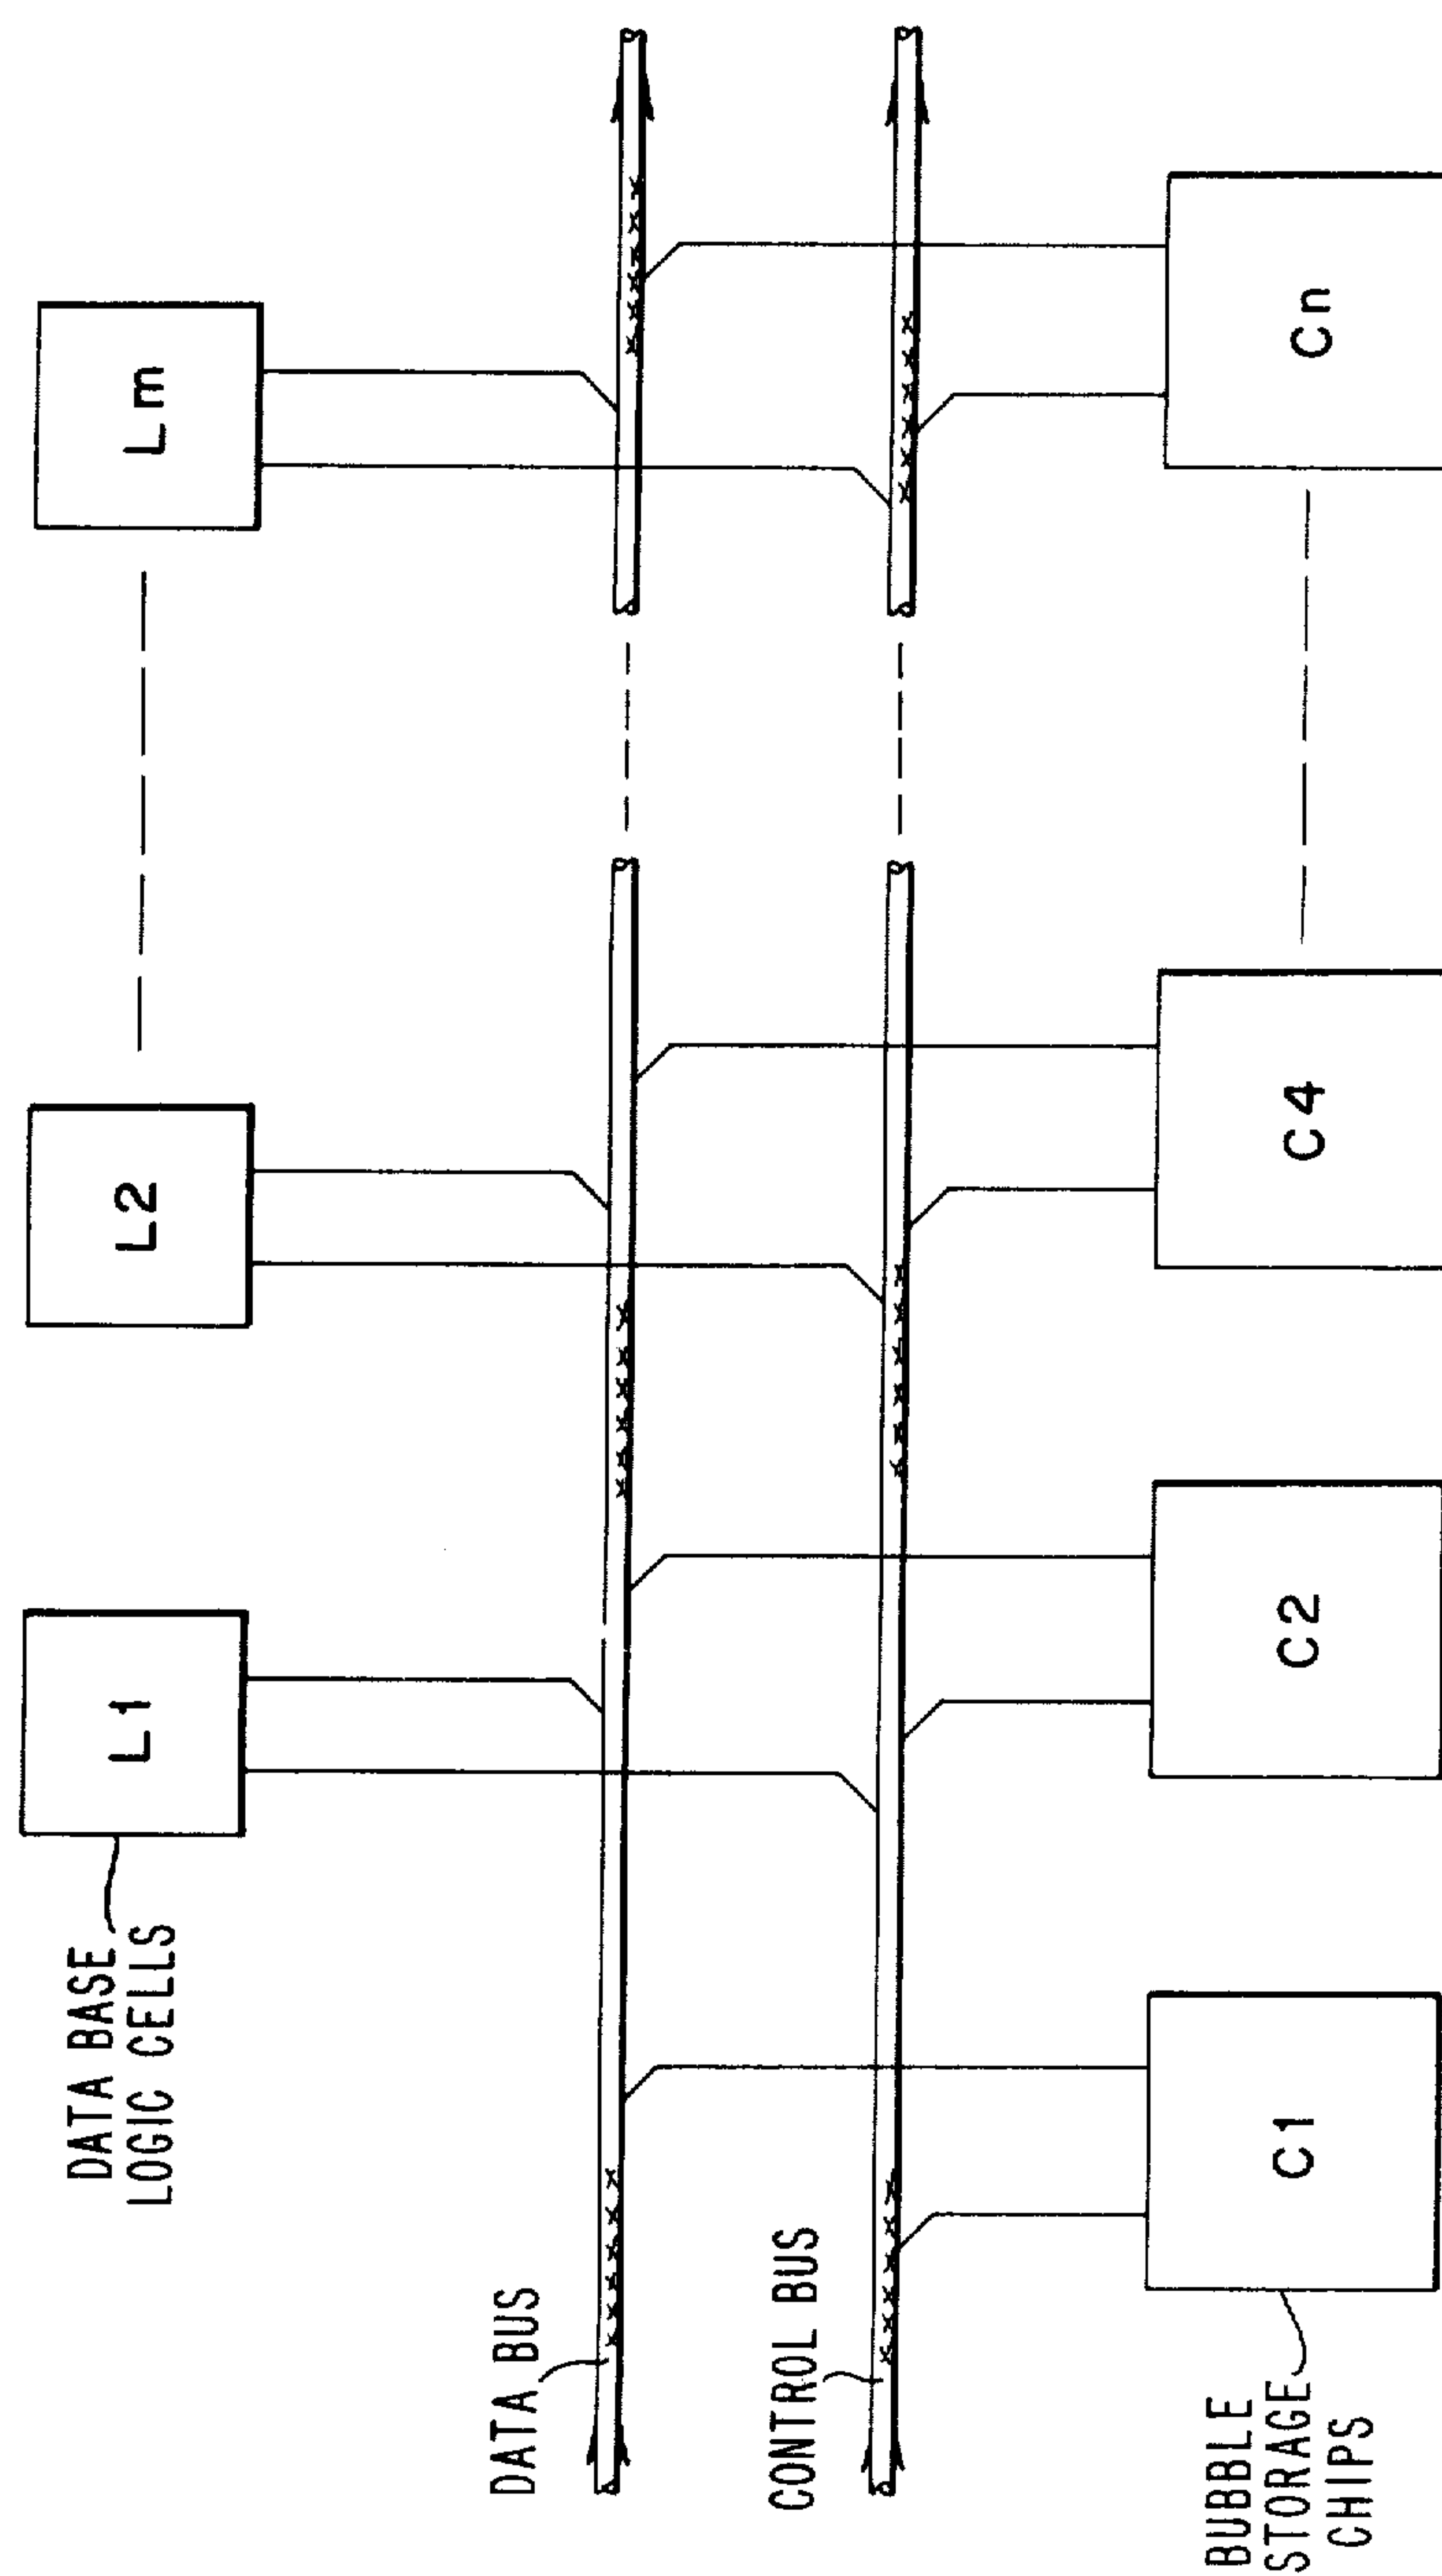 DATA BASE
LOGIC CELLS
L1
L2
Lm
DATA BUS
CONTROL BUS
BUBBLE
STORAGE
CHIPS
C1
C2
C4
Cn